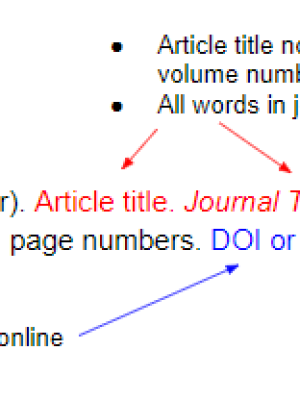 ● Article title no
volume numb
● All words in j
r). Article title. Journal T
page numbers. DOI or
online